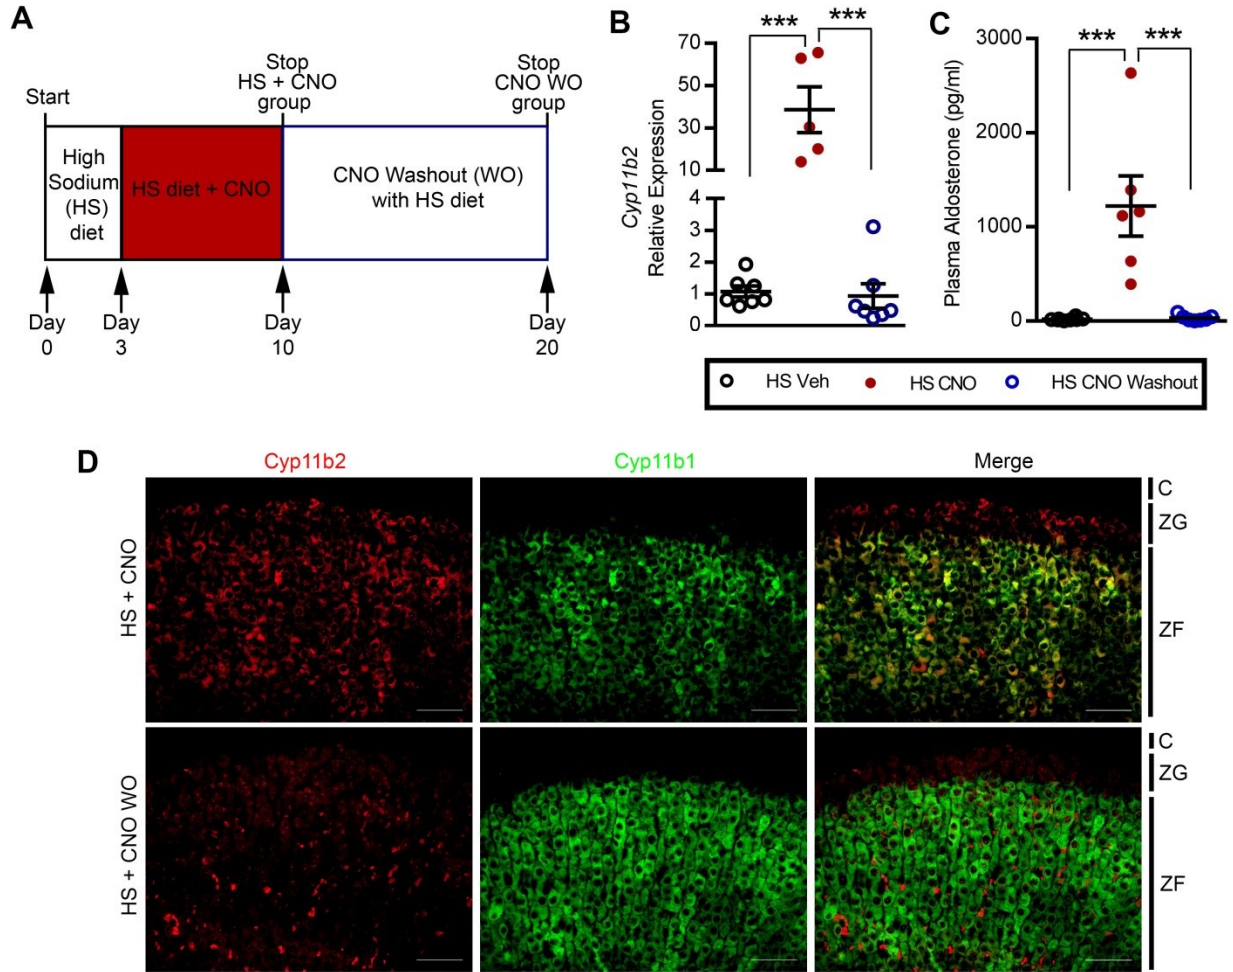 A
Start
Stop
HS + CNO
group
Stop
CNO WO
group
High
Sodium
(HS)
diet
HS diet + CNO
CNO Washout (WO)
with HS diet
Day
0
Day
3
Day
10
Day
20
B
Cyp11b2
Relative Expression
70
50
30
10
4
3
2
1
0
***
***
C
Plasma Aldosterone (pg/ml)
3000
2000
1000
0
***
***
HS Veh
HS CNO
HS CNO Washout
D
Cyp11b2
Cyp11b1
Merge
HS + CNO
C
ZG
ZF
HS + CNO WO
C
ZG
ZF